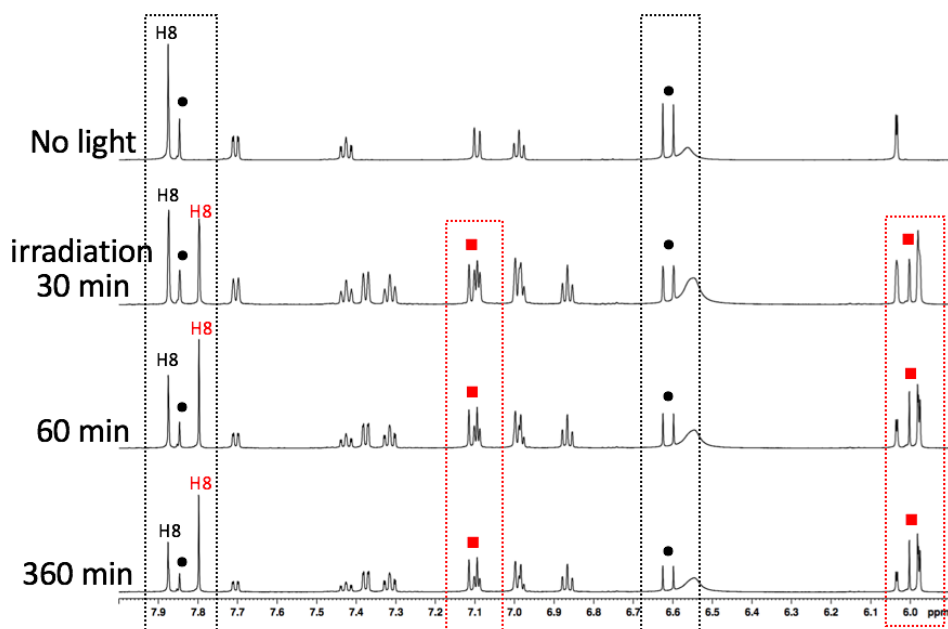 H8
No light
H8
H8
irradiation
30 min
H8
H8
60 min
H8
H8
360 min
7.9 7.8 7.7 7.6 7.5 7.4 7.3 7.2 7.1 7.0 6.9 6.8 6.7 6.6 6.5 6.4 6.3 6.2 6.1 6.0 ppm